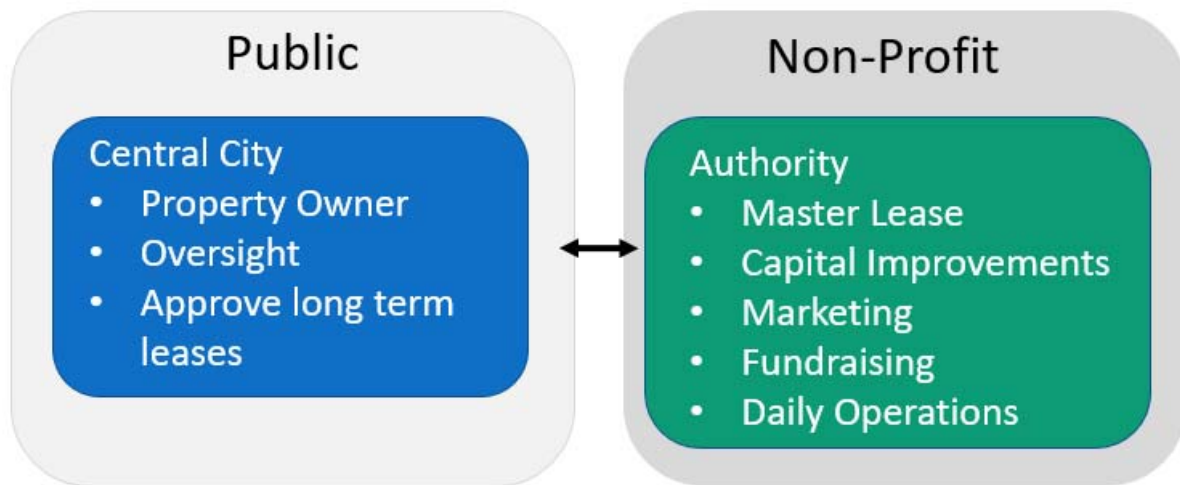 Public
Central City
• Property Owner
• Oversight
• Approve long term
leases
Non-Profit
Authority
• Master Lease
• Capital Improvements
• Marketing
• Fundraising
• Daily Operations